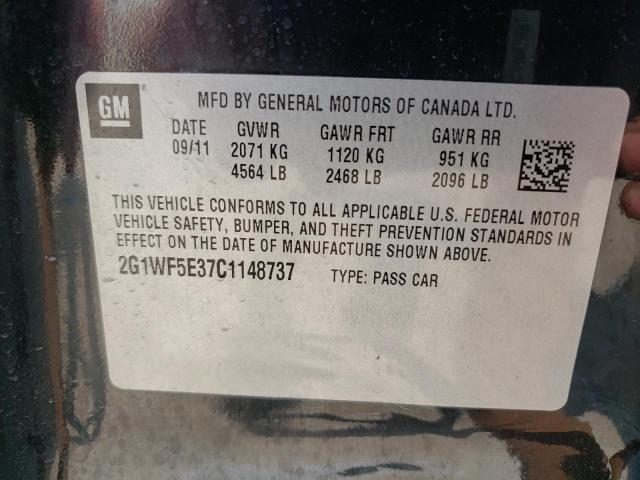 GM ®
MFD BY GENERAL MOTORS OF CANADA LTD.
DATE GVWR GAWR FRT GAWR RR
09/11 2071 KG 1120 KG 951 KG
4564 LB 2468 LB 2096 LB
THIS VEHICLE CONFORMS TO ALL APPLICABLE U.S. FEDERAL MOTOR
VEHICLE SAFETY, BUMPER, AND THEFT PREVENTION STANDARDS IN
EFFECT ON THE DATE OF MANUFACTURE SHOWN ABOVE.
2G1WF5E37C1148737 TYPE: PASS CAR